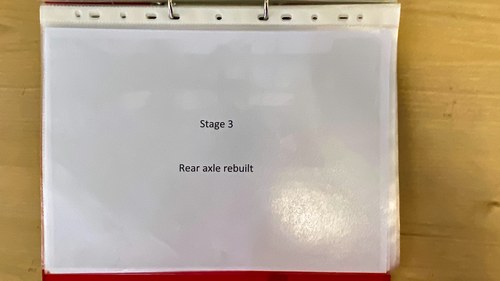 Stage 3
Rear axle rebuilt